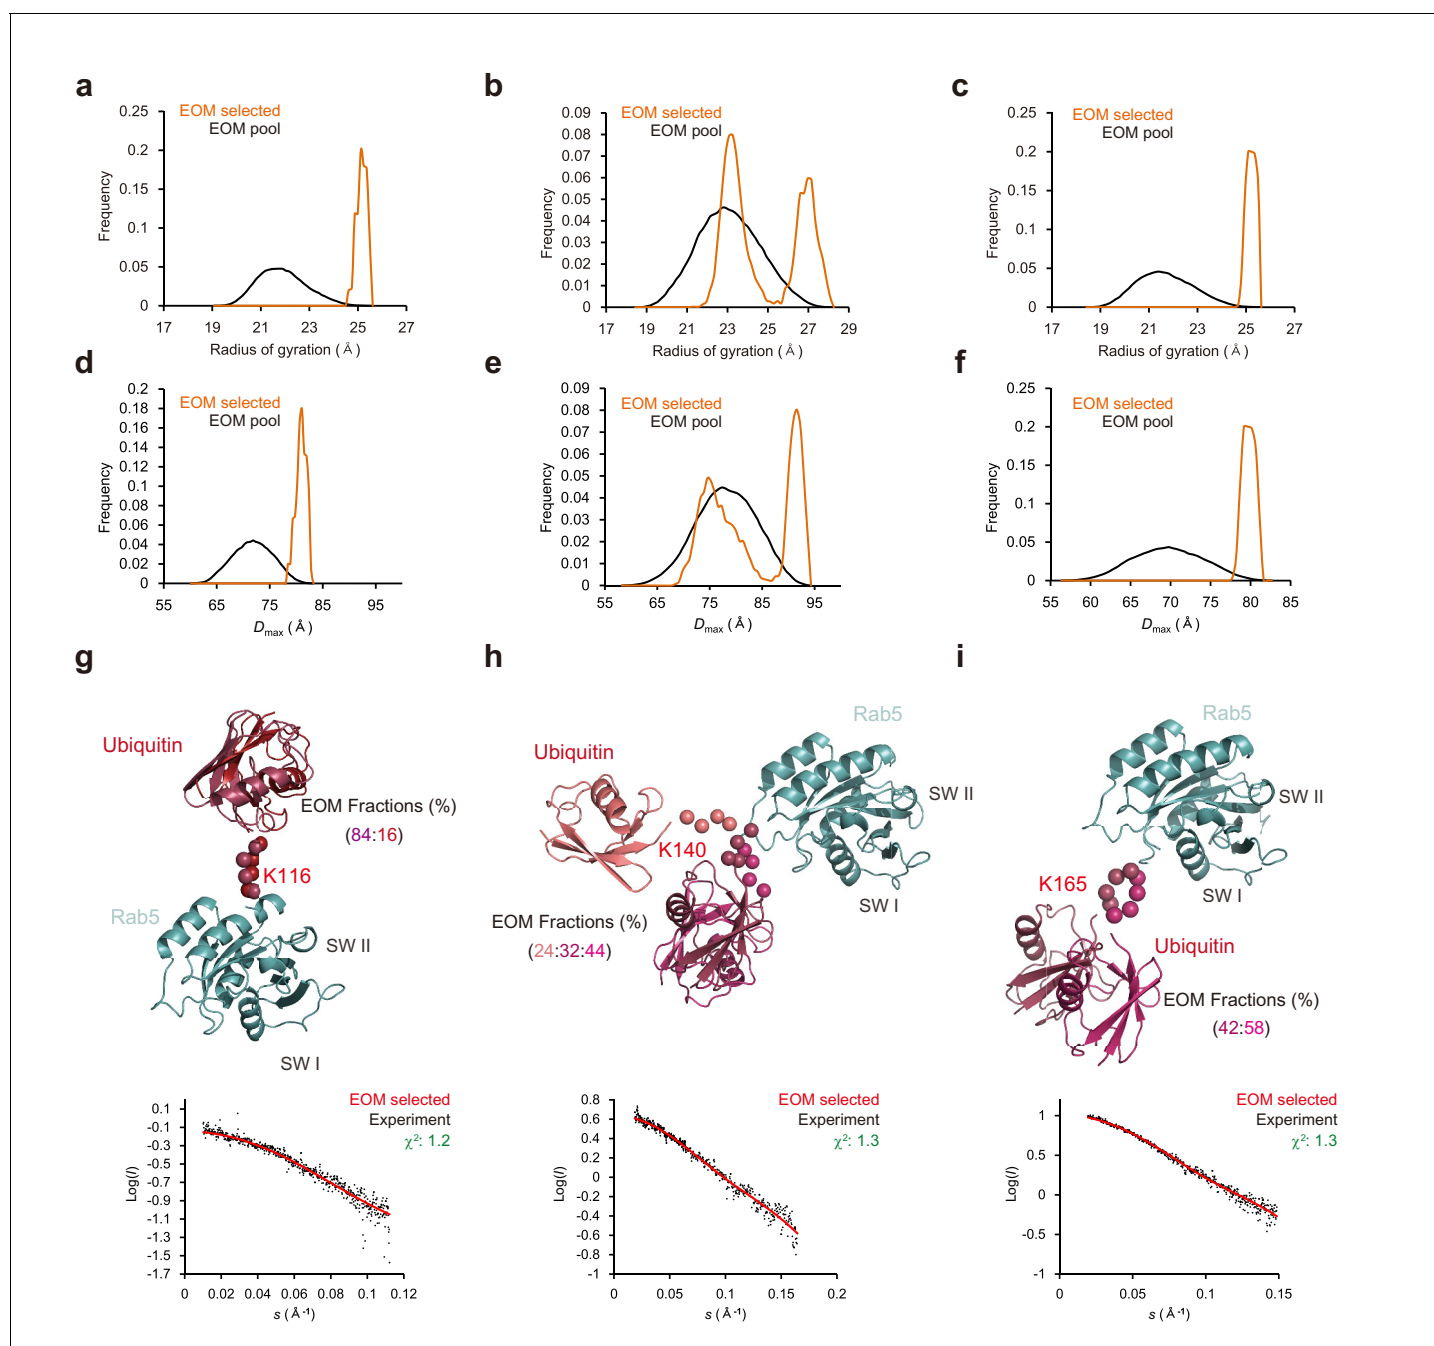 a
EOM selected
EOM pool
0.25
0.2
0.15
0.1
0.05
0
Frequency
17 19 21 23 25 27
Radius of gyration ( Å )
b
EOM selected
EOM pool
0.09
0.08
0.07
0.06
0.05
0.04
0.03
0.02
0.01
0
Frequency
17 19 21 23 25 27 29
Radius of gyration ( Å )
c
EOM selected
EOM pool
0.25
0.2
0.15
0.1
0.05
0
Frequency
17 19 21 23 25 27
Radius of gyration ( Å )
d
EOM selected
EOM pool
0.2
0.18
0.16
0.14
0.12
0.1
0.08
0.06
0.04
0.02
0
Frequency
55 65 75 85 95
Dmax ( Å )
e
EOM selected
EOM pool
0.09
0.08
0.07
0.06
0.05
0.04
0.03
0.02
0.01
0
Frequency
55 65 75 85 95
Dmax ( Å )
f
EOM selected
EOM pool
0.25
0.2
0.15
0.1
0.05
0
Frequency
55 60 65 70 75 80 85
Dmax ( Å )
g
Ubiquitin
EOM Fractions (%)
(84:16)
K116
Rab5
SW II
SW I
EOM selected
Experiment
χ²: 1.2
0.1
-0.1
-0.3
-0.5
-0.7
-0.9
-1.1
-1.3
-1.5
-1.7
Log(I)
0 0.02 0.04 0.06 0.08 0.1 0.12
s ( Å⁻¹)
h
Rab5
Ubiquitin
SW II
K140
SW I
EOM Fractions (%)
(24:32:44)
EOM selected
Experiment
χ²: 1.3
0.8
0.6
0.4
0.2
0
-0.2
-0.4
-0.6
-0.8
-1
Log(I)
0 0.05 0.1 0.15 0.2
s ( Å⁻¹)
i
Rab5
SW II
K165
SW I
Ubiquitin
EOM Fractions (%)
(42:58)
EOM selected
Experiment
χ²: 1.3
1
0.5
0
-0.5
-1
Log(I)
0 0.05 0.1 0.15
s ( Å⁻¹)